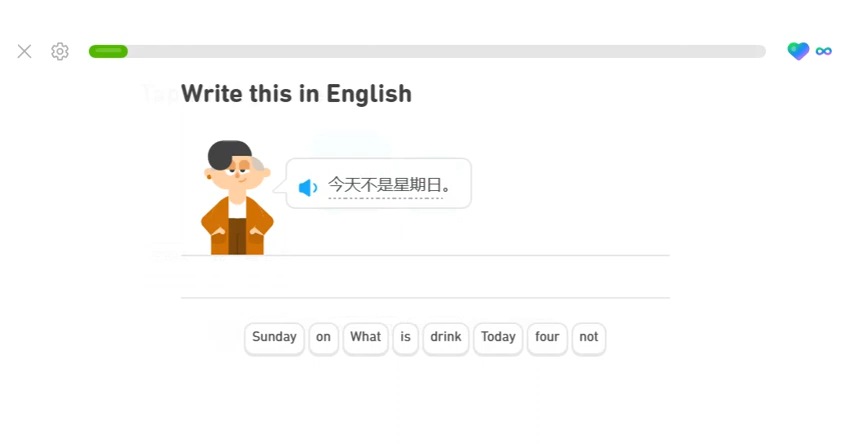 Write this in English
今天不是星期日。
Sunday on What is drink Today four not